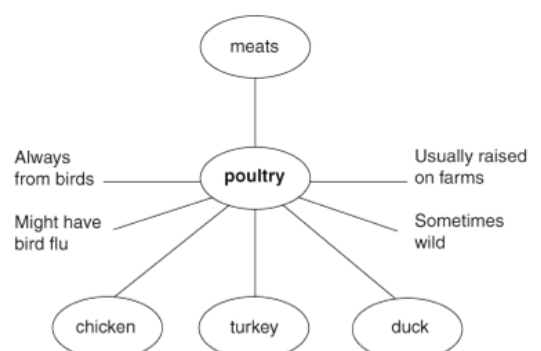 meats
Always
from birds
poultry
Usually raised
on farms
Might have
bird flu
Sometimes
wild
chicken
turkey
duck